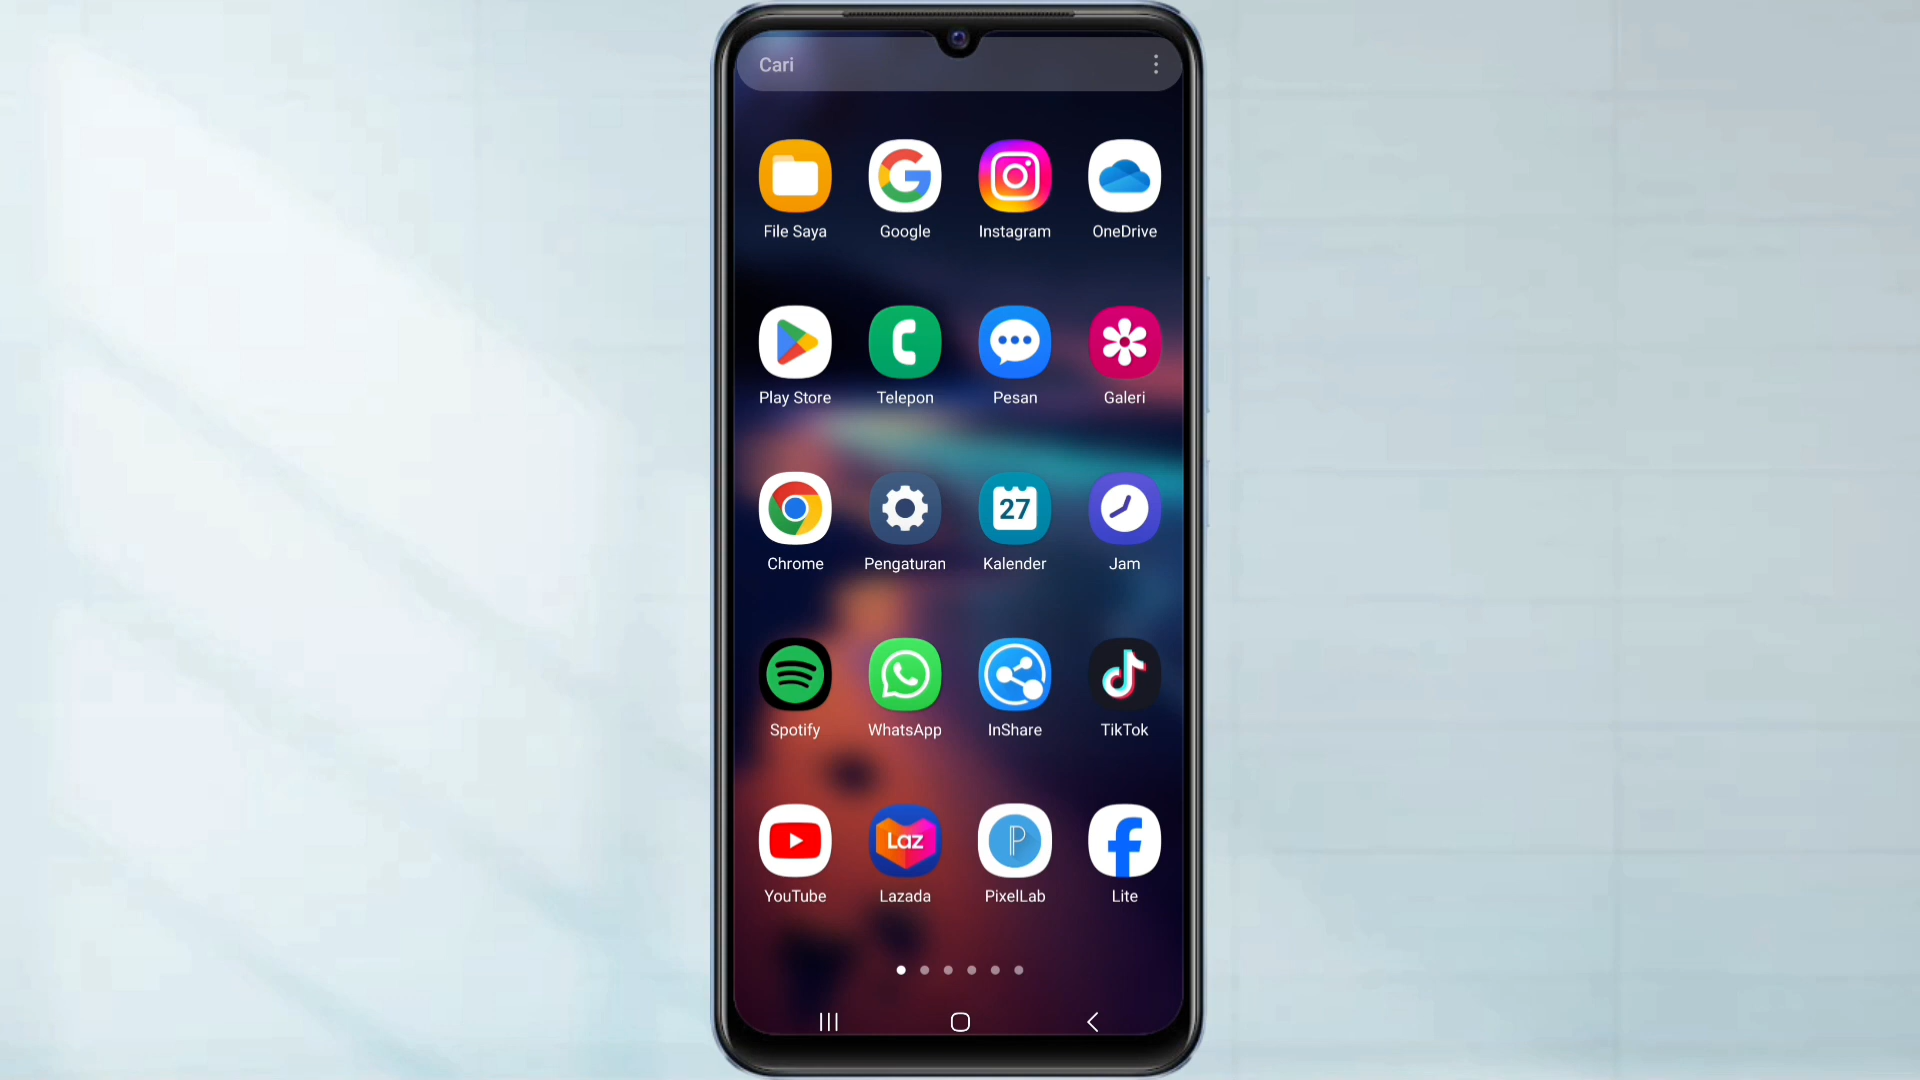 Cari
File Saya
Google
Instagram
OneDrive
Play Store
Telepon
Pesan
Galeri
Chrome
27
Pengaturan
Kalender
Jam
Spotify
WhatsApp
InShare
TikTok
Laz
YouTube
Lazada
PixelLab
Lite